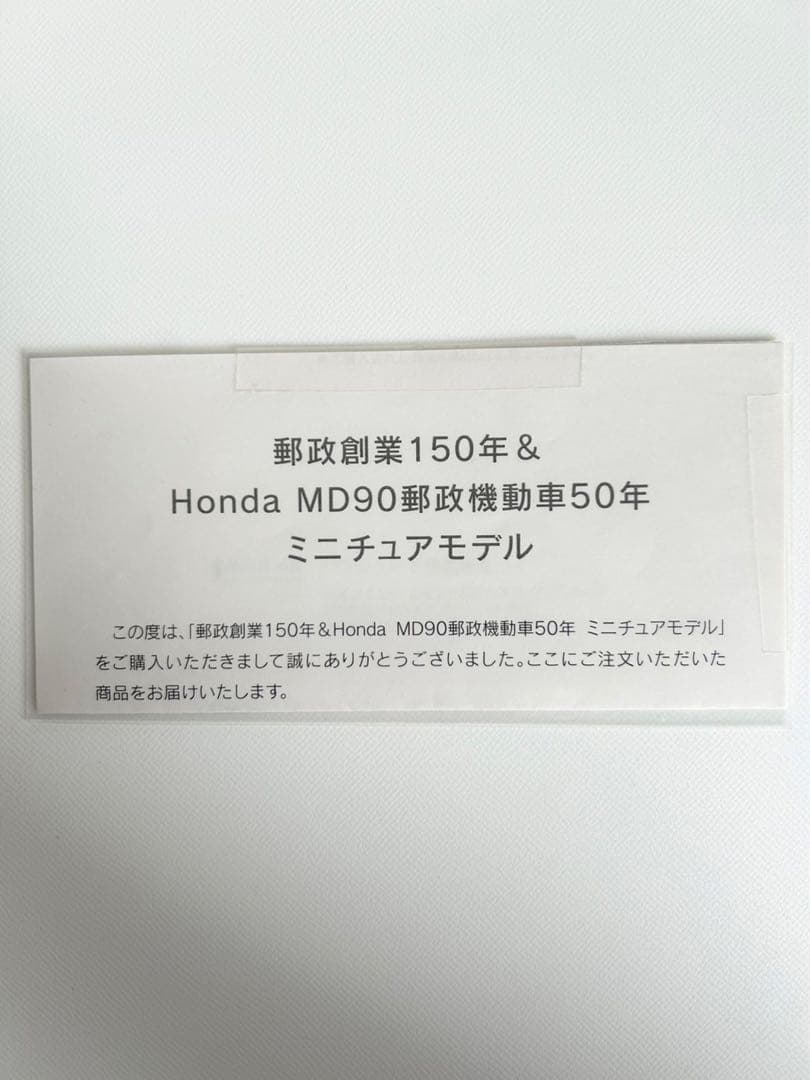 郵政創業150年＆
Honda MD90郵政機動車50年
ミニチュアモデル
この度は、「郵政創業150年＆Honda MD90郵政機動車50年 ミニチュアモデル」
をご購入いただきまして誠にありがとうございました。ここにご注文いただいた
商品をお届けいたします。